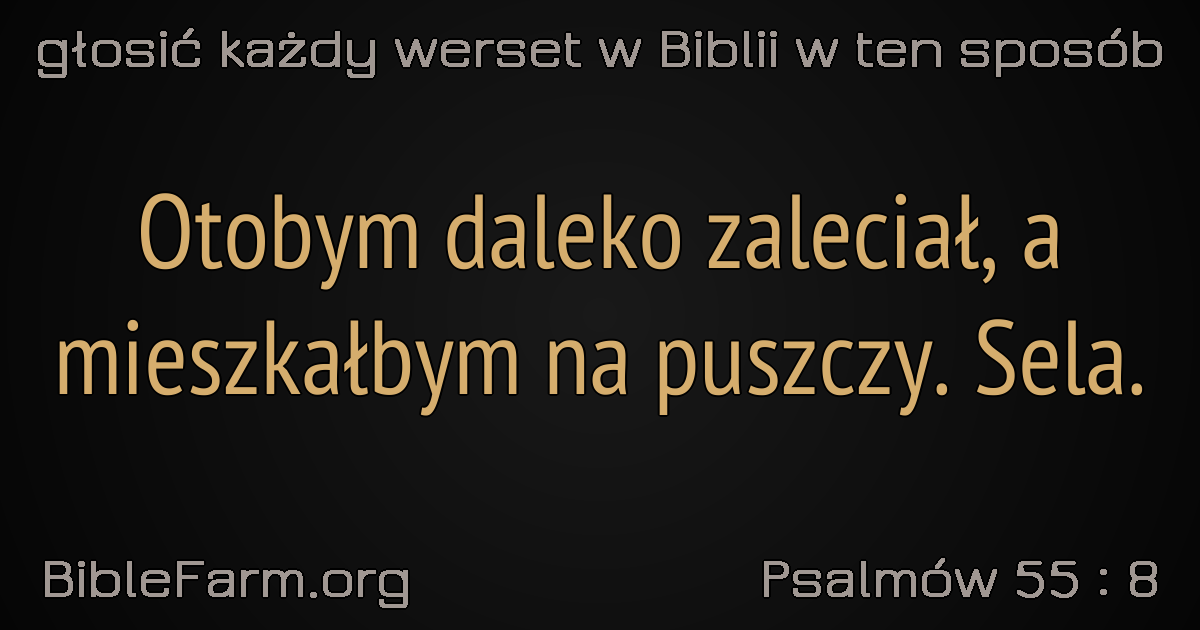 głosić każdy werset w Biblii w ten sposób
Otobym daleko zaleciał, a
mieszkałbym na puszczy. Sela.
BibleFarm.org
Psalmów 55 : 8